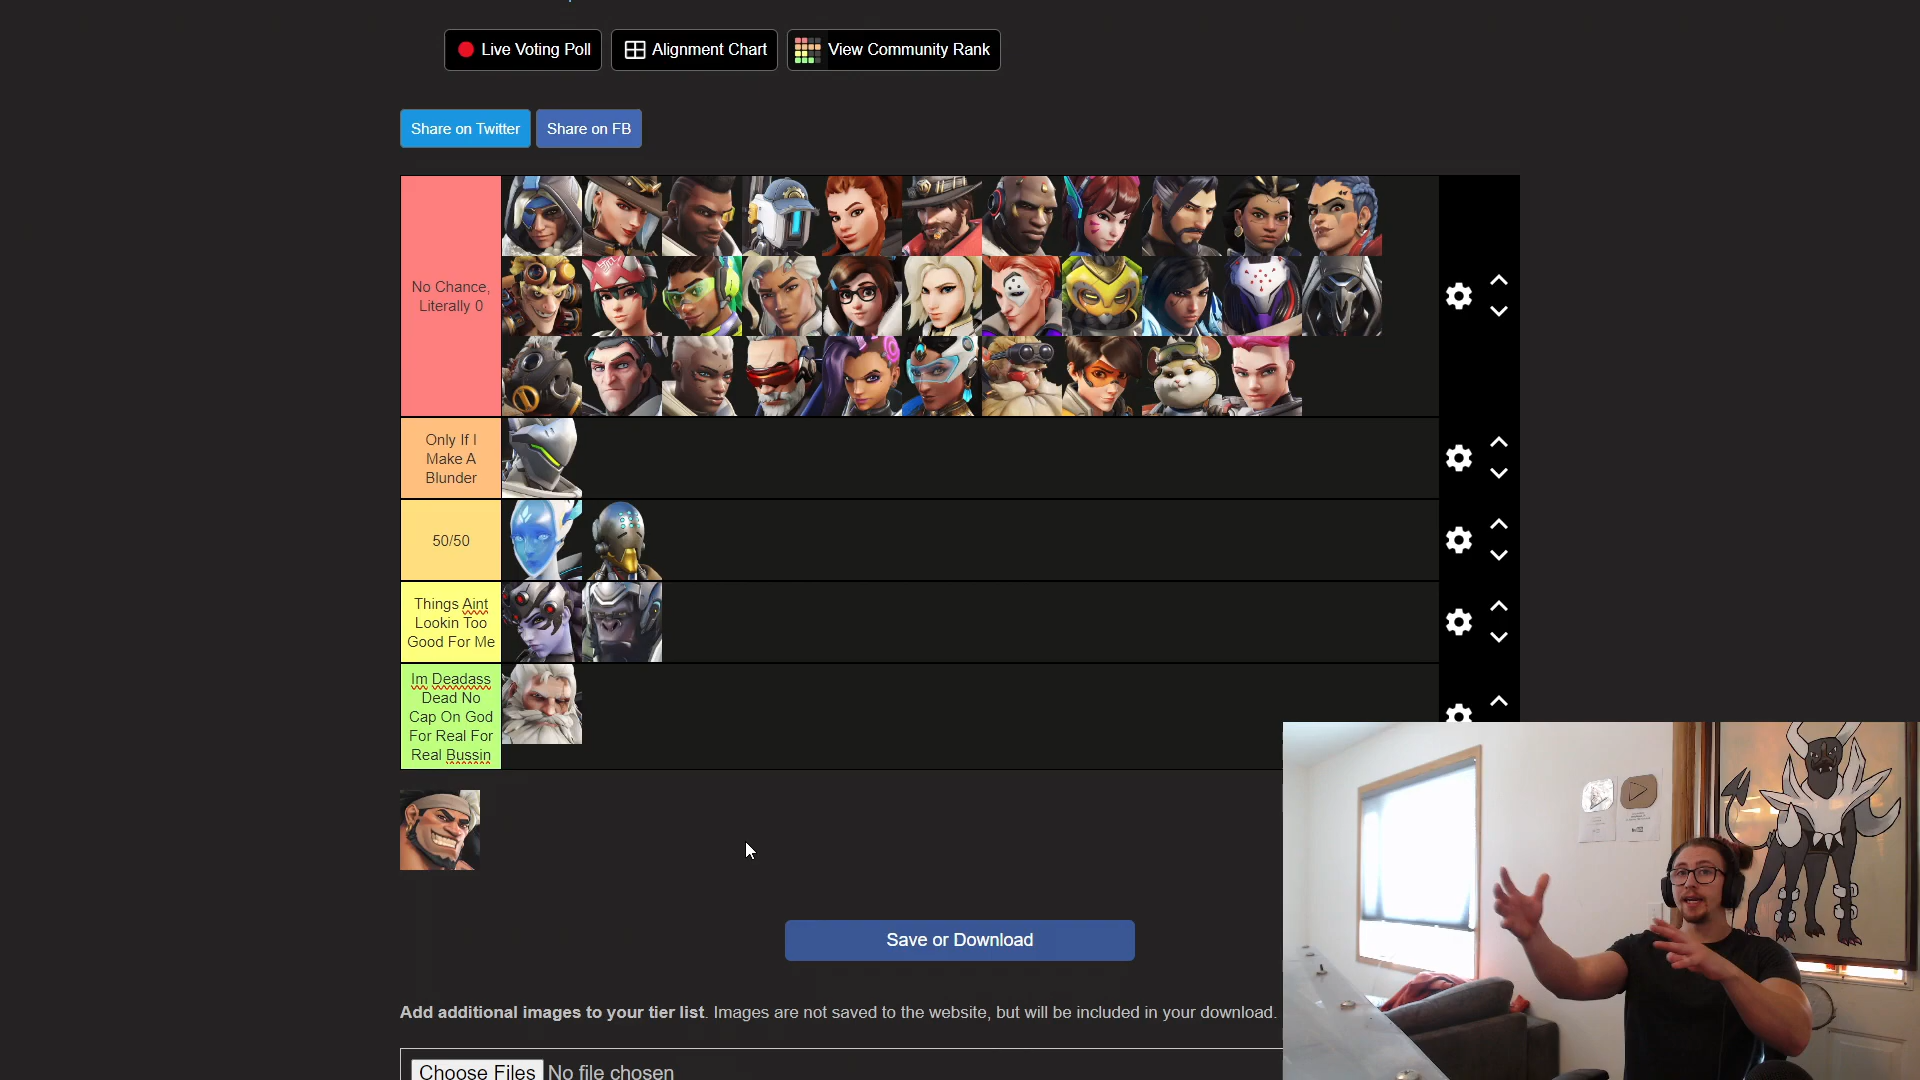 Live Voting Poll
Alignment Chart
View Community Rank
Share on Twitter
Share on FB
No Chance,
Literally 0
Only If I
Make A
Blunder
50/50
Things Aint
Lookin Too
Good For Me
Im Deadass
Dead No
Cap On God
For Real For
Real Bussin
Save or Download
Add additional images to your tier list. Images are not saved to the website, but will be included in your download.
Choose Files No file chosen